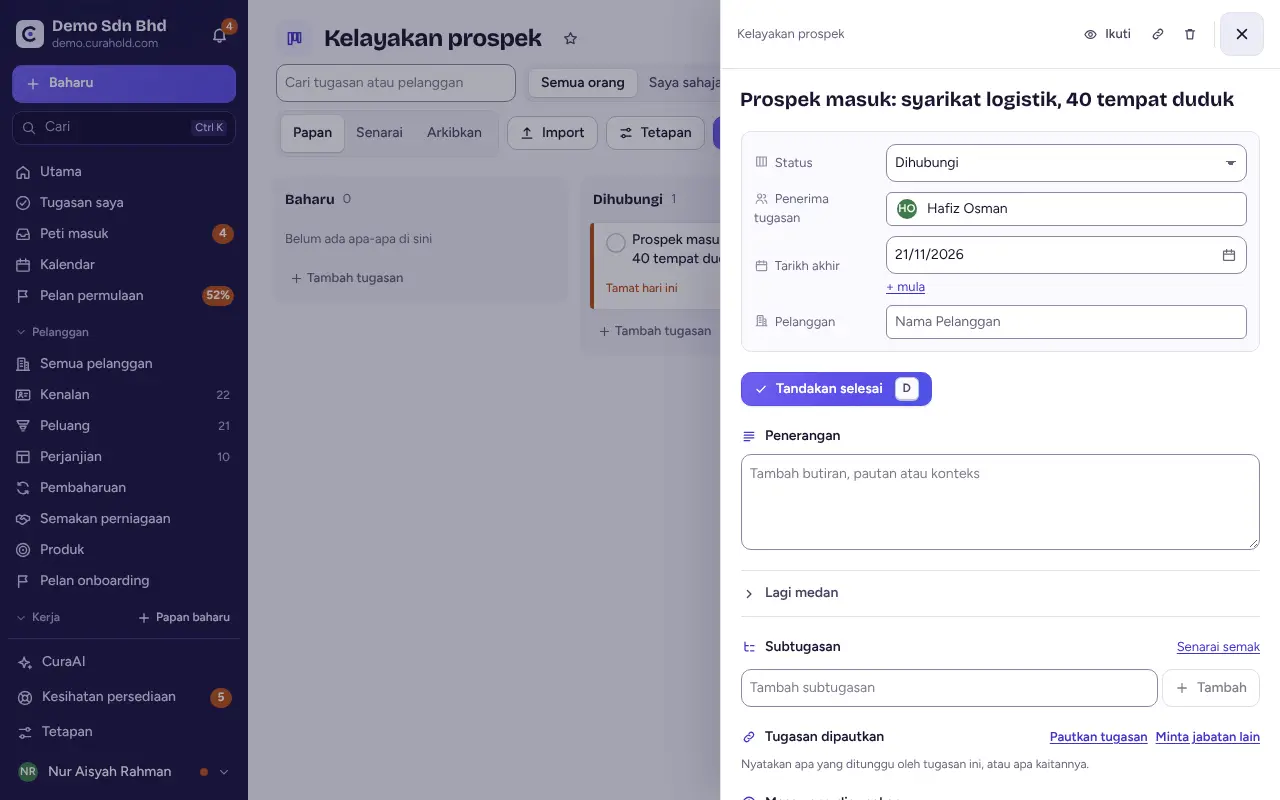 Demo Sdn Bhd
demo.curahold.com
4
Baharu
Cari
Ctrl K
Utama
Tugasan saya
Peti masuk
4
Kalendar
Pelan permulaan
52%
Pelanggan
Semua pelanggan
Kenalan
22
Peluang
21
Perjanjian
10
Pembaharuan
Semakan perniagaan
Produk
Pelan onboarding
Kerja
Papan baharu
CuraAI
Kesihatan persediaan
5
Tetapan
NR
Nur Aisyah Rahman
Kelayakan prospek
Cari tugasan atau pelanggan
Semua orang
Saya sahaja
Papan
Senarai
Arkibkan
Import
Tetapan
Baharu 0
Belum ada apa-apa di sini
+ Tambah tugasan
Dihubungi 1
Prospek masu
40 tempat du
Tamat hari ini
+ Tambah tugasan
Kelayakan prospek
Ikuti
Prospek masuk: syarikat logistik, 40 tempat duduk
Status
Dihubungi
Penerima
tugasan
HO
Hafiz Osman
Tarikh akhir
21/11/2026
+ mula
Pelanggan
Nama Pelanggan
Tandakan selesai
D
Penerangan
Tambah butiran, pautan atau konteks
Lagi medan
Subtugasan
Senarai semak
Tambah subtugasan
+ Tambah
Tugasan dipautkan
Pautkan tugasan
Minta jabatan lain
Nyatakan apa yang ditunggu oleh tugasan ini, atau apa kaitannya.